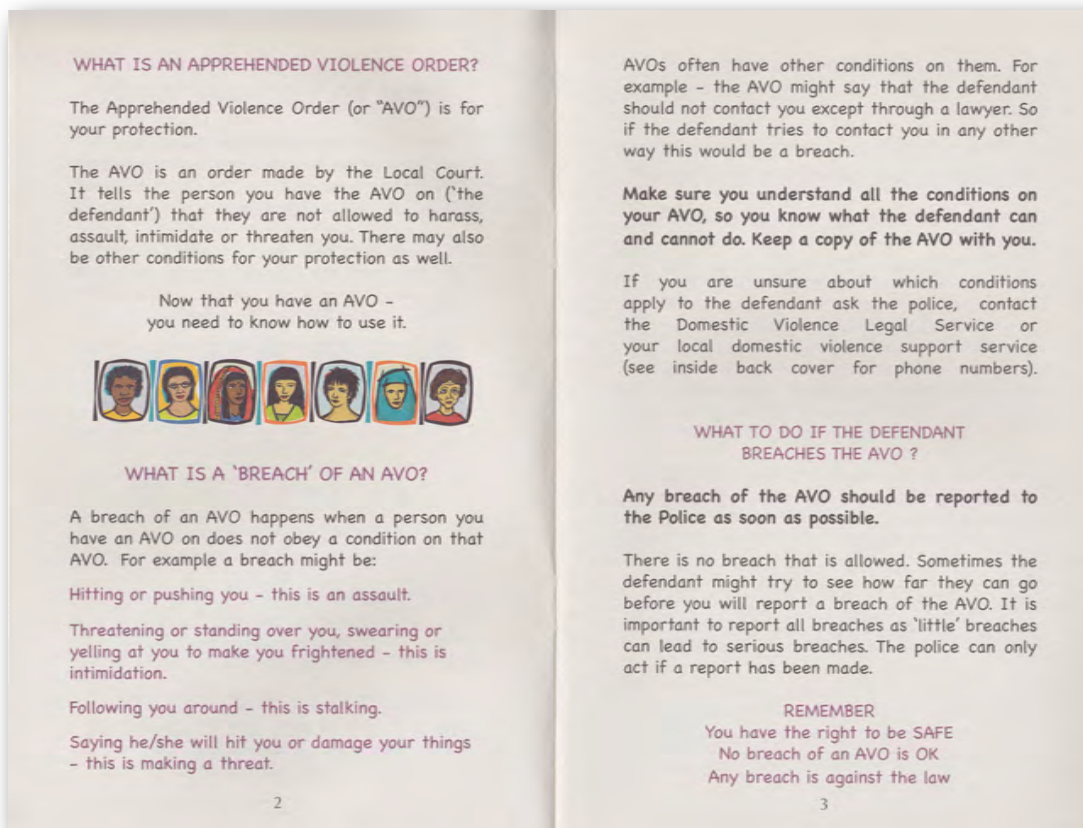 WHAT IS AN APPREHENDED VIOLENCE ORDER?
The Apprehended Violence Order (or "AVO") is for
your protection.
The AVO is an order made by the Local Court.
It tells the person you have the AVO on ('the
defendant') that they are not allowed to harass,
assault, intimidate or threaten you. There may also
be other conditions for your protection as well.
Now that you have an AVO -
you need to know how to use it.
WHAT IS A 'BREACH' OF AN AVO?
A breach of an AVO happens when a person you
have an AVO on does not obey a condition on that
AVO. For example a breach might be:
Hitting or pushing you - this is an assault.
Threatening or standing over you, swearing or
yelling at you to make you frightened - this is
intimidation.
Following you around - this is stalking.
Saying he/she will hit you or damage your things
- this is making a threat.
2
AVOs often have other conditions on them. For
example - the AVO might say that the defendant
should not contact you except through a lawyer. So
if the defendant tries to contact you in any other
way this would be a breach.
Make sure you understand all the conditions on
your AVO, so you know what the defendant can
and cannot do. Keep a copy of the AVO with you.
If you are unsure about which conditions
apply to the defendant ask the police, contact
the Domestic Violence Legal Service or
your local domestic violence support service
(see inside back cover for phone numbers).
WHAT TO DO IF THE DEFENDANT
BREACHES THE AVO ?
Any breach of the AVO should be reported to
the Police as soon as possible.
There is no breach that is allowed. Sometimes the
defendant might try to see how far they can go
before you will report a breach of the AVO. It is
important to report all breaches as 'little' breaches
can lead to serious breaches. The police can only
act if a report has been made.
REMEMBER
You have the right to be SAFE
No breach of an AVO is OK
Any breach is against the law
3